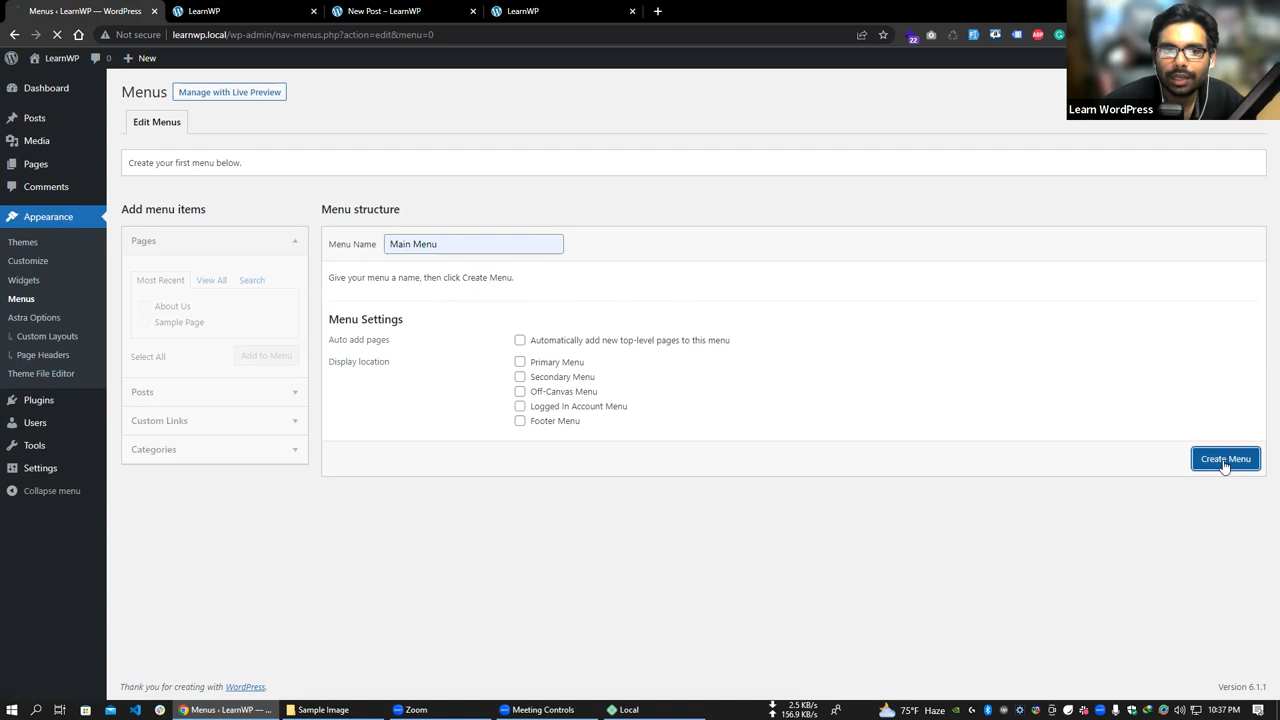 Menus ‹ LearnWP — WordPress
LearnWP
New Post – LearnWP
LearnWP
Not secure
learnwp.local/wp-admin/nav-menus.php?action=edit&menu=0
22
ABP
LearnWP
0
New
Learn WordPress
Dashboard
Posts
Media
Pages
Comments
Appearance
Themes
Customize
Widgets
Menus
Astra Options
Custom Layouts
Page Headers
Theme File Editor
Plugins
Users
Tools
Settings
Collapse menu
Menus
Manage with Live Preview
Edit Menus
Create your first menu below.
Add menu items
Pages
Most Recent
View All
Search
About Us
Sample Page
Select All
Add to Menu
Posts
Custom Links
Categories
Menu structure
Menu Name
Main Menu
Give your menu a name, then click Create Menu.
Menu Settings
Auto add pages
Automatically add new top-level pages to this menu
Display location
Primary Menu
Secondary Menu
Off-Canvas Menu
Logged In Account Menu
Footer Menu
Create Menu
Thank you for creating with WordPress.
Version 6.1.1
Menus ‹ LearnWP — ...
Sample Image
Zoom
Meeting Controls
Local
2.5 KB/s
156.9 KB/s
75°F Haze
10:37 PM